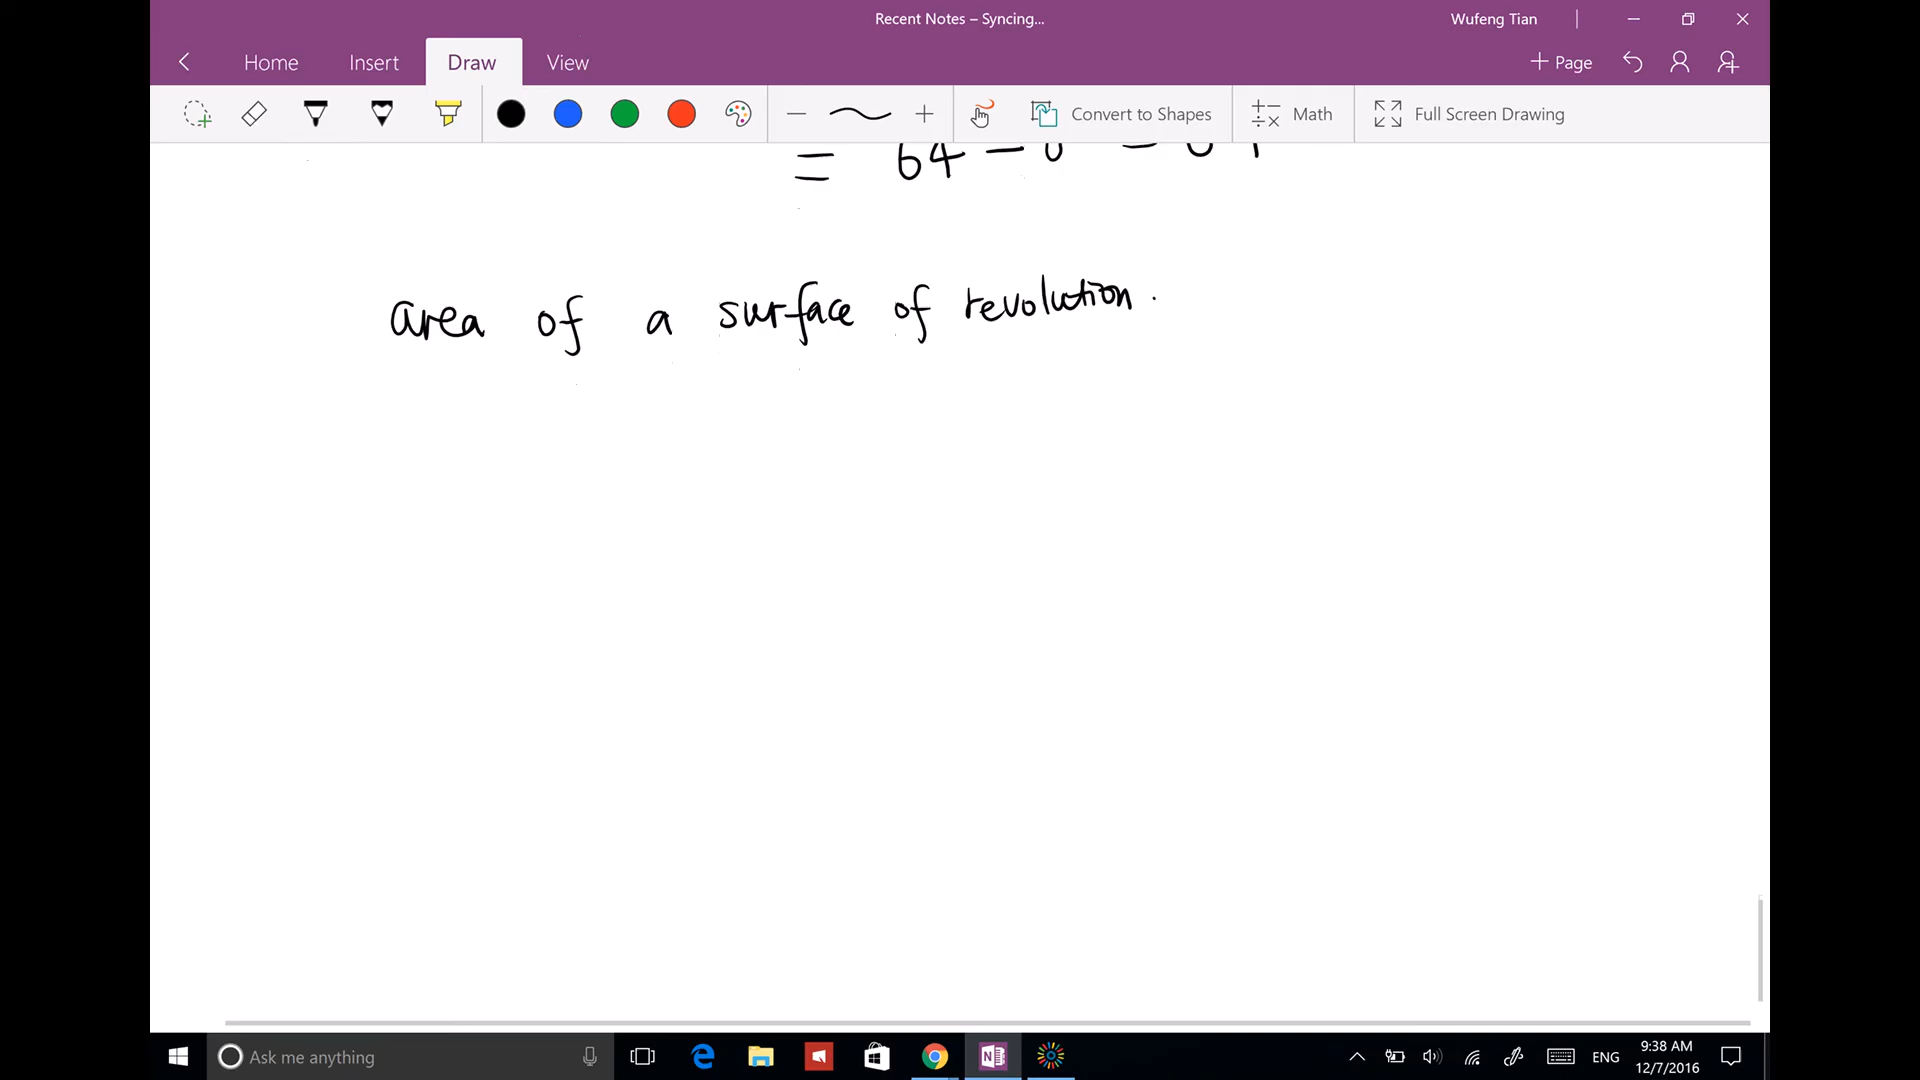 Recent Notes – Syncing...
Wufeng Tian
Home Insert Draw View
Page
Convert to Shapes
Math
Full Screen Drawing
= 64 –
area of a surface of revolution.
Ask me anything
ENG
9:38 AM
12/7/2016